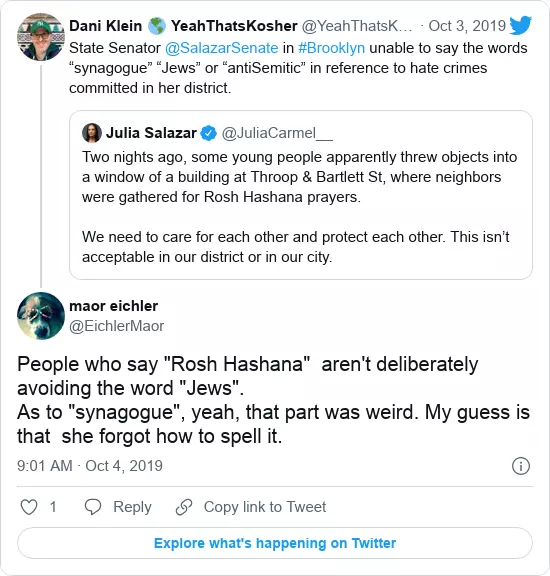 Dani Klein 🌎 YeahThatsKosher @YeahThatsK... · Oct 3, 2019
State Senator @SalazarSenate in #Brooklyn unable to say the words
“synagogue” “Jews” or “antiSemitic” in reference to hate crimes
committed in her district.
Julia Salazar @JuliaCarmel__
Two nights ago, some young people apparently threw objects into
a window of a building at Throop & Bartlett St, where neighbors
were gathered for Rosh Hashana prayers.
We need to care for each other and protect each other. This isn’t
acceptable in our district or in our city.
maor eichler
@EichlerMaor
People who say "Rosh Hashana"  aren't deliberately
avoiding the word "Jews".
As to "synagogue", yeah, that part was weird. My guess is
that  she forgot how to spell it.
9:01 AM · Oct 4, 2019
1 Reply Copy link to Tweet
Explore what's happening on Twitter